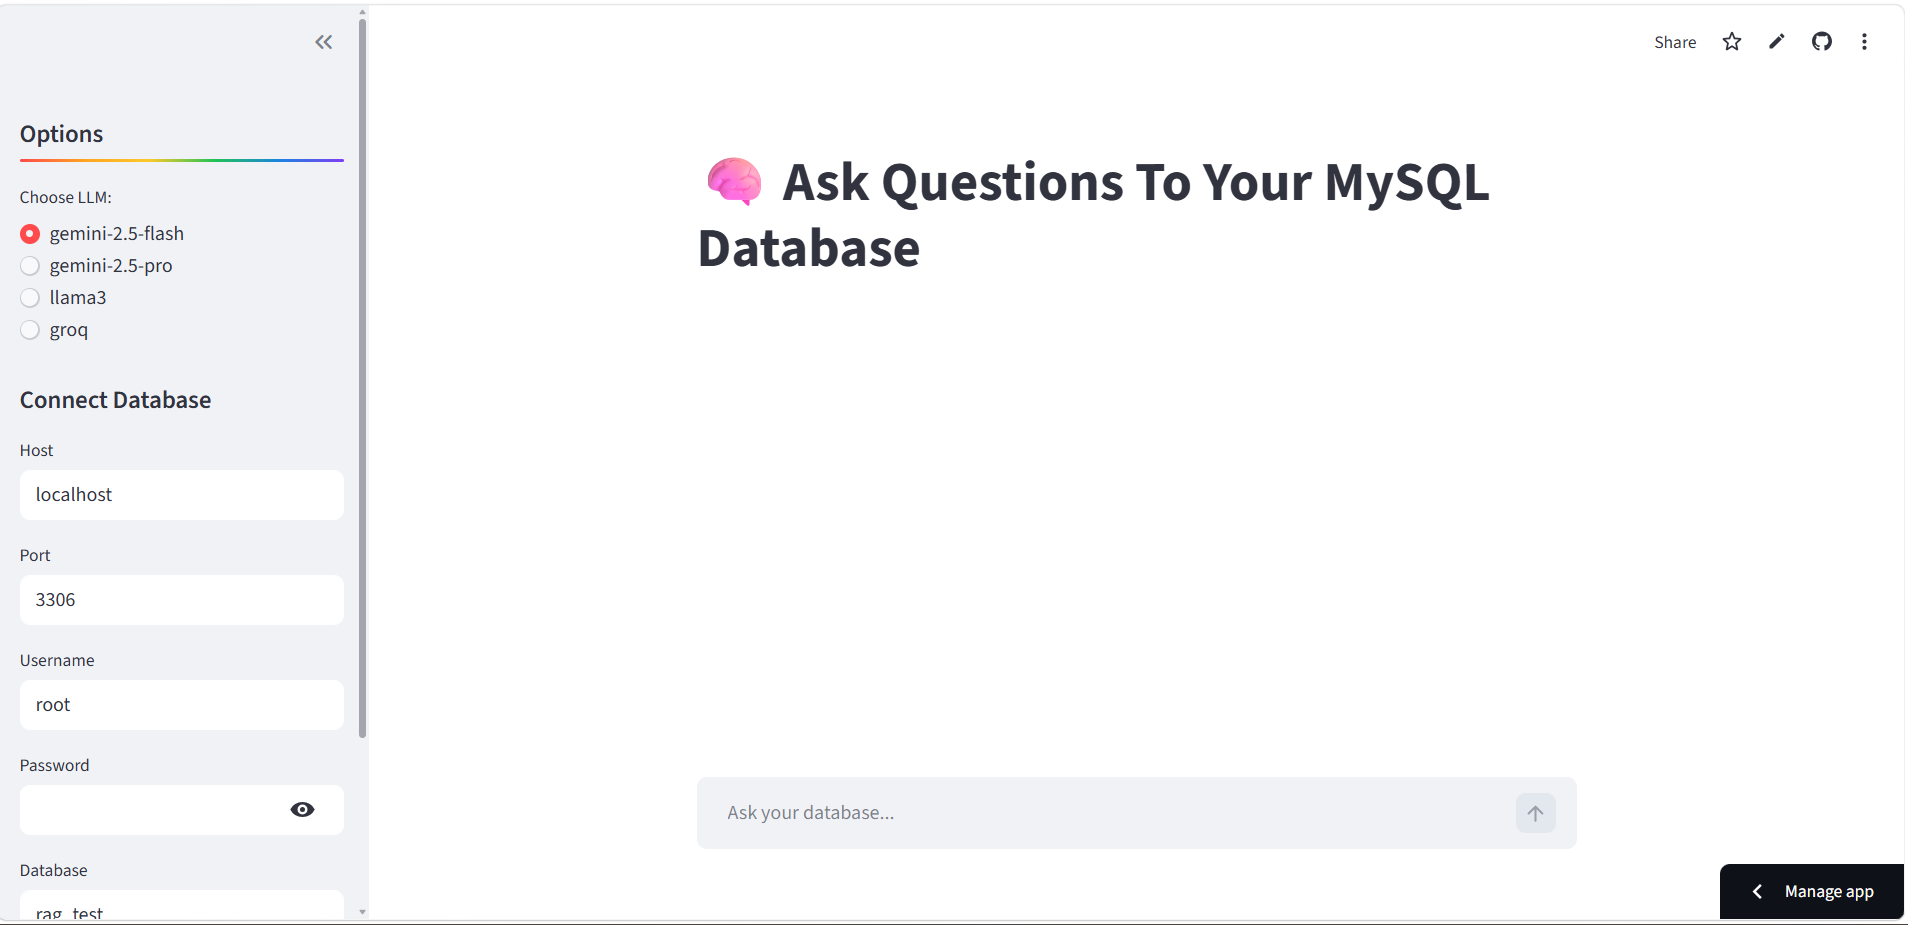 Options
Choose LLM:
gemini-2.5-flash
gemini-2.5-pro
llama3
groq
Connect Database
Host
localhost
Port
3306
Username
root
Password
Database
rag_test
Share
Ask Questions To Your MySQL
Database
Ask your database...
Manage app